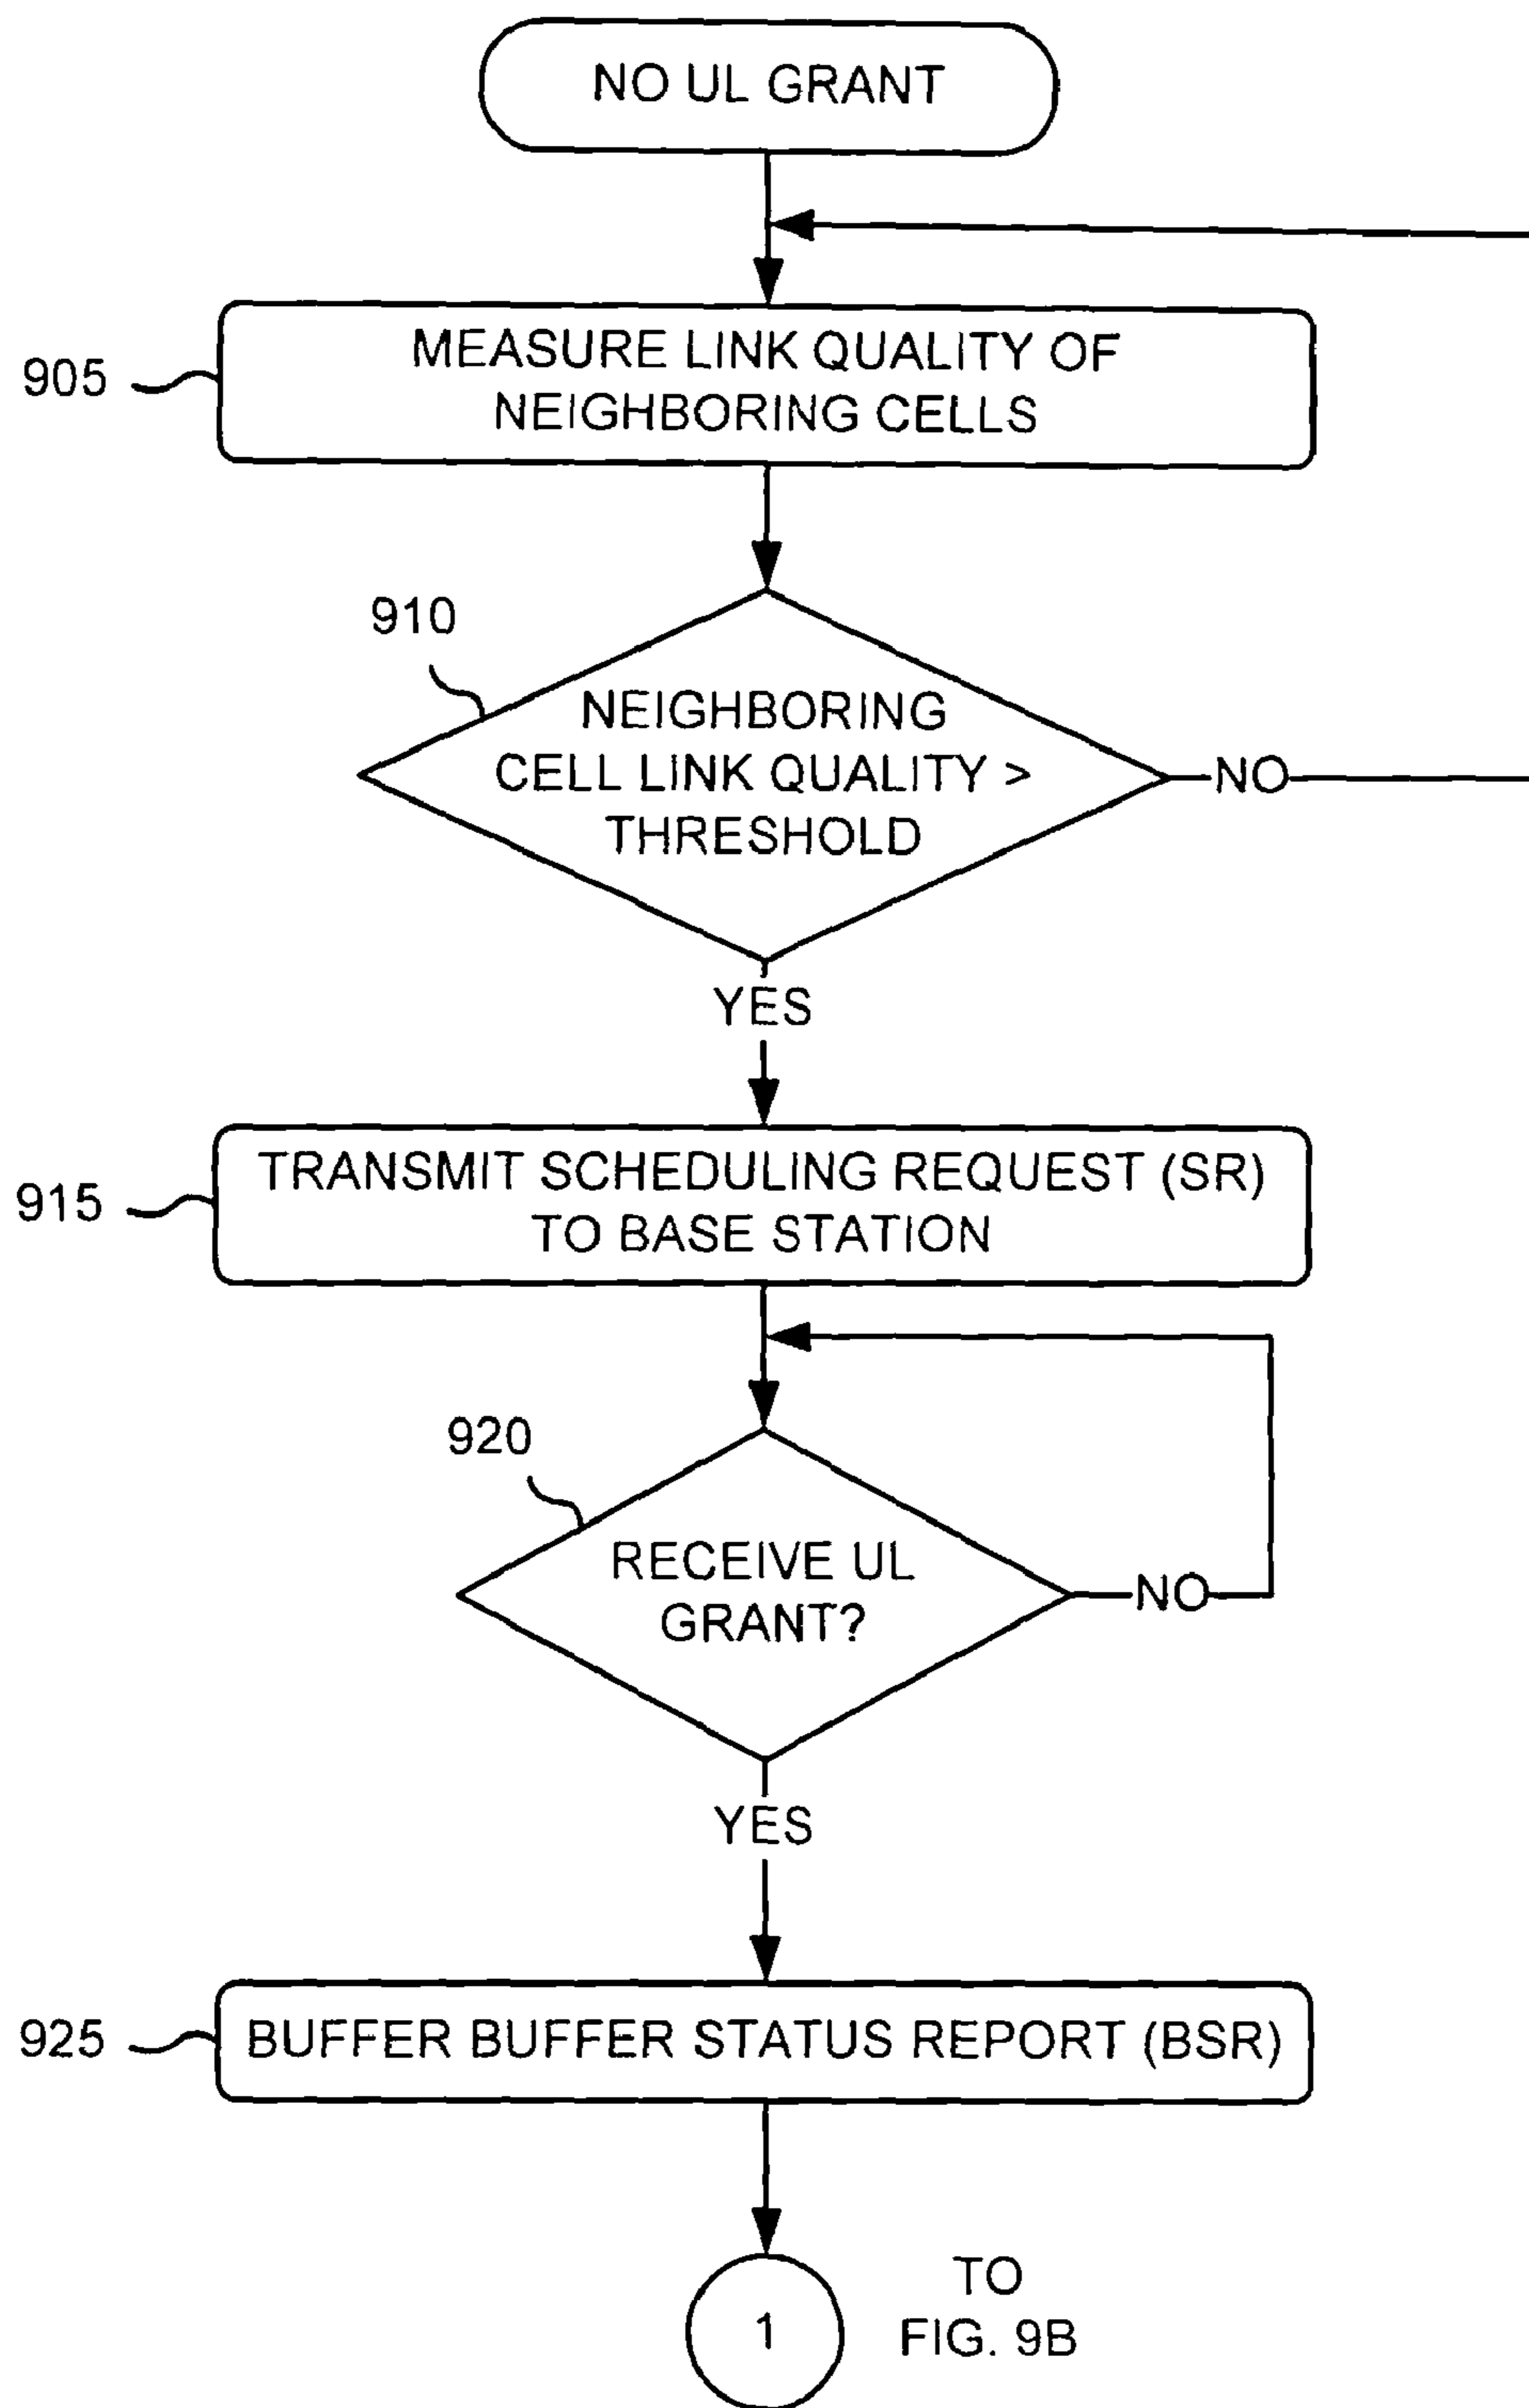 NO UL GRANT
905
MEASURE LINK QUALITY OF
NEIGHBORING CELLS
910
NEIGHBORING
CELL LINK QUALITY >
THRESHOLD
NO
YES
915
TRANSMIT SCHEDULING REQUEST (SR)
TO BASE STATION
920
RECEIVE UL
GRANT?
NO
YES
925
BUFFER BUFFER STATUS REPORT (BSR)
1
TO
FIG. 9B